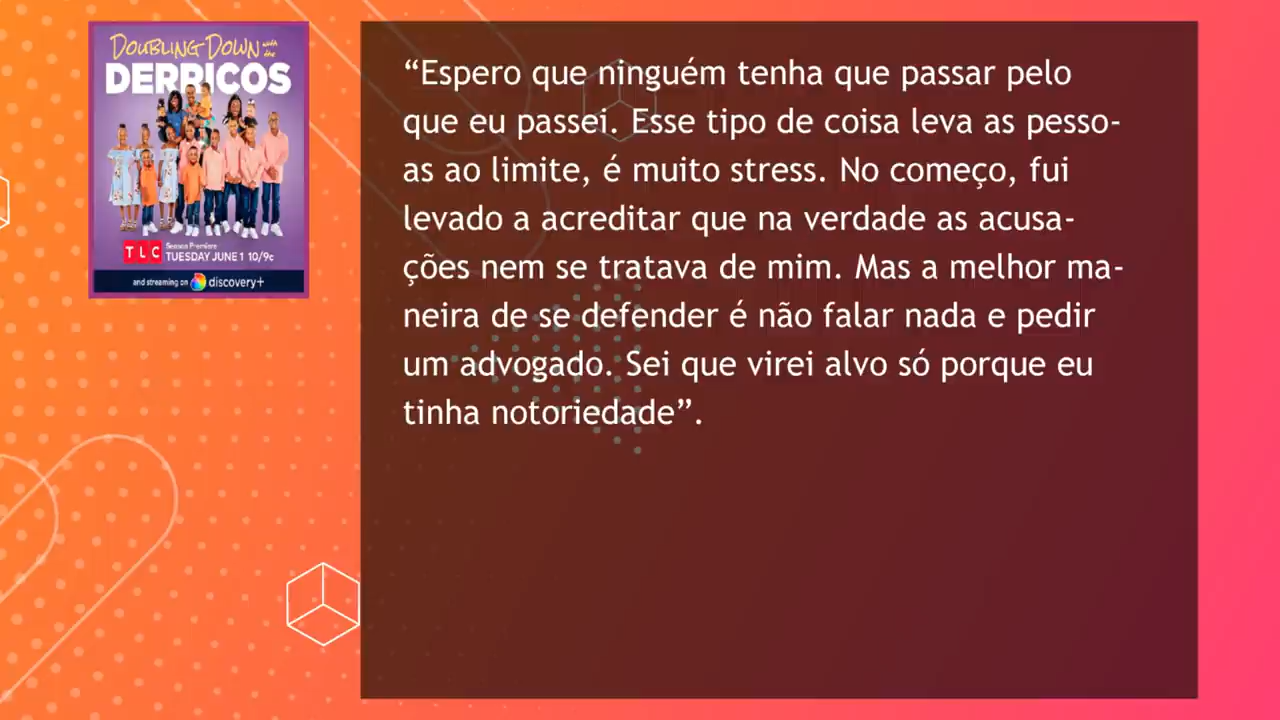 DOUBLING DOWN with the
DERRICOS
TLC
Season Premiere
TUESDAY JUNE 1 10/9c
and streaming on discovery+
“Espero que ninguém tenha que passar pelo
que eu passei. Esse tipo de coisa leva as pesso-
as ao limite, é muito stress. No começo, fui
levado a acreditar que na verdade as acusa-
ções nem se tratava de mim. Mas a melhor ma-
neira de se defender é não falar nada e pedir
um advogado. Sei que virei alvo só porque eu
tinha notoriedade”.